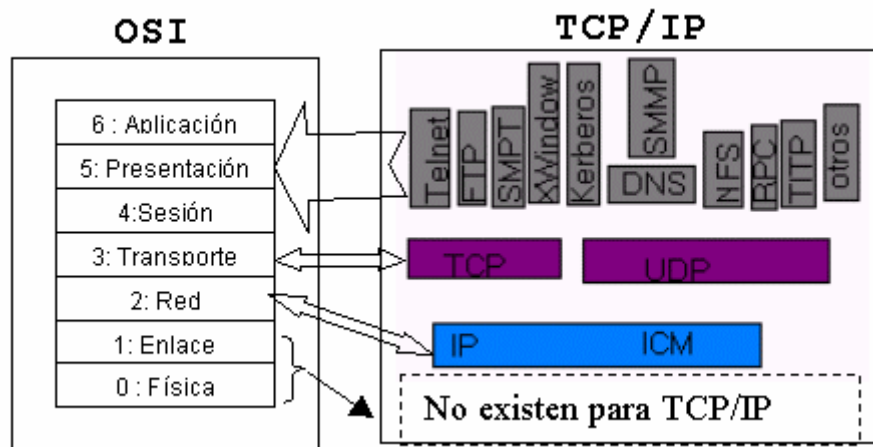 OSI
TCP/IP
6 : Aplicación
5: Presentación
4:Sesión
3: Transporte
2: Red
1: Enlace
0 : Física
Telnet
FTP
SMPT
XWindow
Kerberos
SMMP
DNS
NFS
RPC
TITP
otros
TCP
UDP
IP
ICM
No existen para TCP/IP